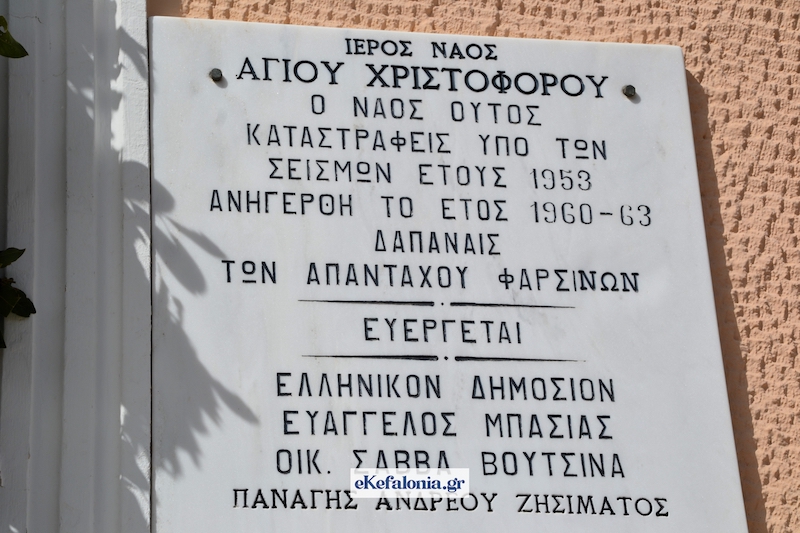 ΙΕΡΟΣ ΝΑΟΣ
ΑΓΙΟΥ ΧΡΙΣΤΟΦΟΡΟΥ
Ο ΝΑΟΣ ΟΥΤΟΣ
ΚΑΤΑΣΤΡΑΦΕΙΣ ΥΠΟ ΤΩΝ
ΣΕΙΣΜΩΝ ΕΤΟΥΣ 1953
ΑΝΗΓΕΡΘΗ ΤΟ ΕΤΟΣ 1960-63
ΔΑΠΑΝΑΙΣ
ΤΩΝ ΑΠΑΝΤΑΧΟΥ ΦΑΡΣΙΝΩΝ
ΕΥΕΡΓΕΤΑΙ
ΕΛΛΗΝΙΚΟΝ ΔΗΜΟΣΙΟΝ
ΕΥΑΓΓΕΛΟΣ ΜΠΑΣΙΑΣ
ΟΙΚ. ΣΑΒΒΑ ΒΟΥΤΣΙΝΑ
eKefalonia.gr
ΠΑΝΑΓΗΣ ΑΝΔΡΕΟΥ ΖΗΣΙΜΑΤΟΣ